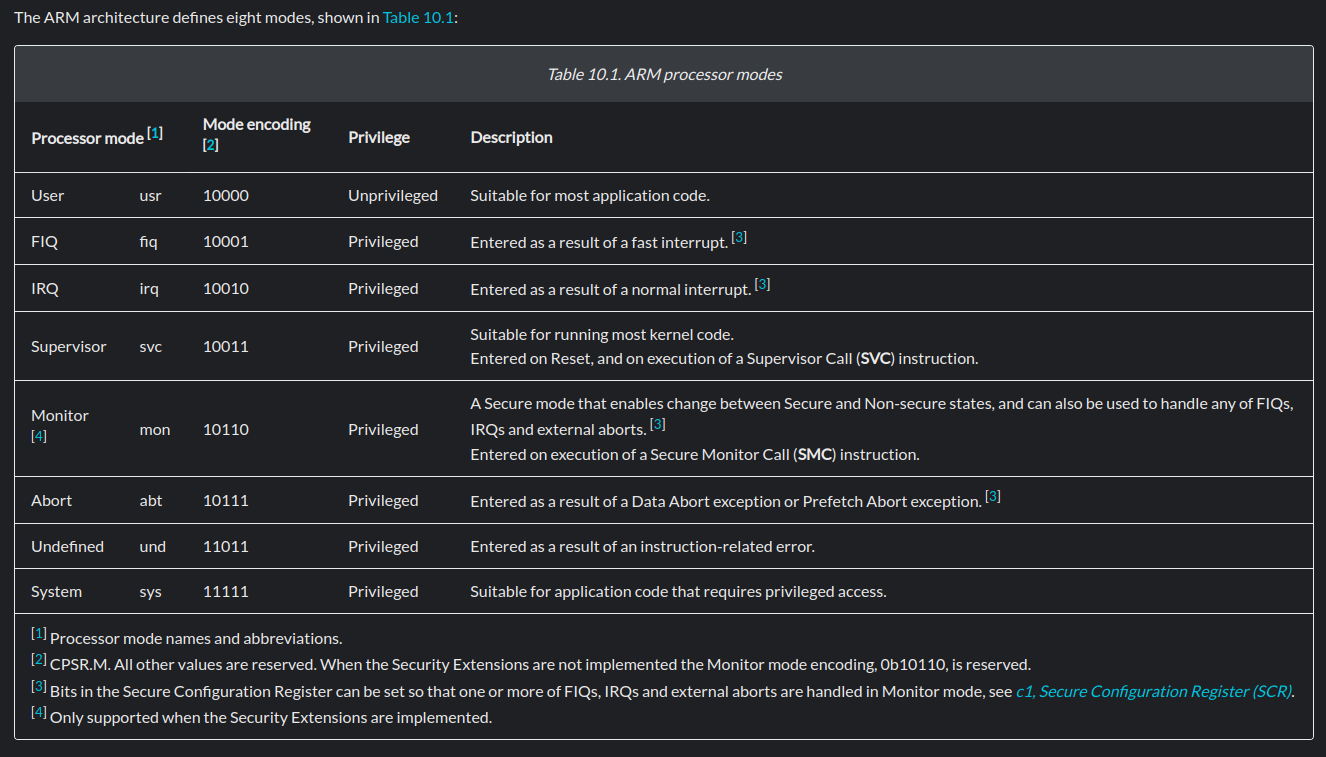 The ARM architecture defines eight modes, shown in Table 10.1:
Table 10.1. ARM processor modes
Processor mode [1] Mode encoding [2] Privilege Description
User usr 10000 Unprivileged Suitable for most application code.
FIQ fiq 10001 Privileged Entered as a result of a fast interrupt. [3]
IRQ irq 10010 Privileged Entered as a result of a normal interrupt. [3]
Supervisor svc 10011 Privileged Suitable for running most kernel code.
Entered on Reset, and on execution of a Supervisor Call (SVC) instruction.
Monitor [4] mon 10110 Privileged A Secure mode that enables change between Secure and Non-secure states, and can also be used to handle any of FIQs,
IRQs and external aborts. [3]
Entered on execution of a Secure Monitor Call (SMC) instruction.
Abort abt 10111 Privileged Entered as a result of a Data Abort exception or Prefetch Abort exception. [3]
Undefined und 11011 Privileged Entered as a result of an instruction-related error.
System sys 11111 Privileged Suitable for application code that requires privileged access.
[1] Processor mode names and abbreviations.
[2] CPSR.M. All other values are reserved. When the Security Extensions are not implemented the Monitor mode encoding, 0b10110, is reserved.
[3] Bits in the Secure Configuration Register can be set so that one or more of FIQs, IRQs and external aborts are handled in Monitor mode, see c1, Secure Configuration Register (SCR).
[4] Only supported when the Security Extensions are implemented.